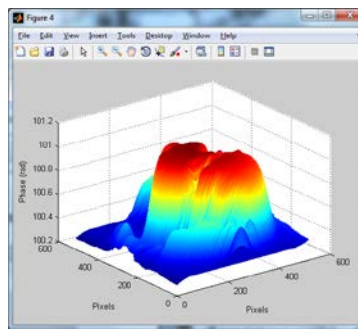 Figure 4
File Edit View Insert Tools Desktop Window Help
101.2
101
100.8
100.6
100.4
100.2
Phase (rad)
600
400
200
0
Pixels
0
200
400
600
Pixels